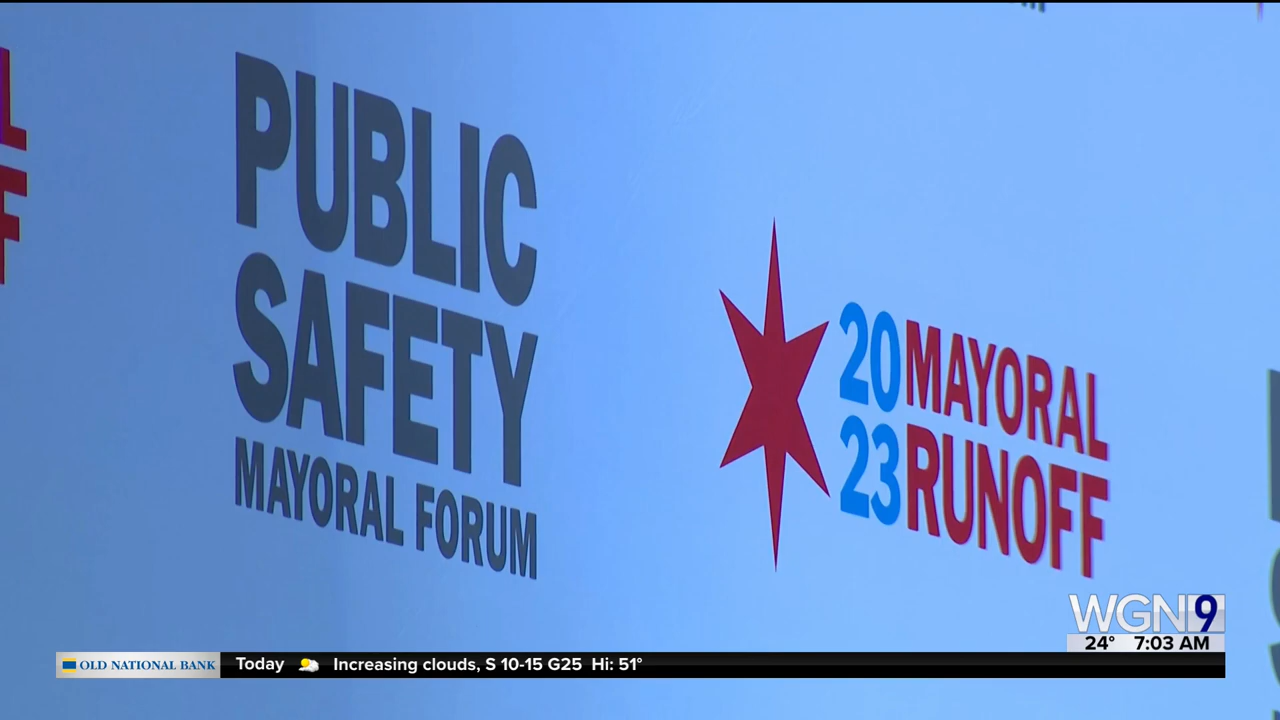 PUBLIC
SAFETY
MAYORAL FORUM
20 MAYORAL
23 RUNOFF
WGN9
24° 7:03 AM
OLD NATIONAL BANK Today Increasing clouds, S 10-15 G25 Hi: 51°